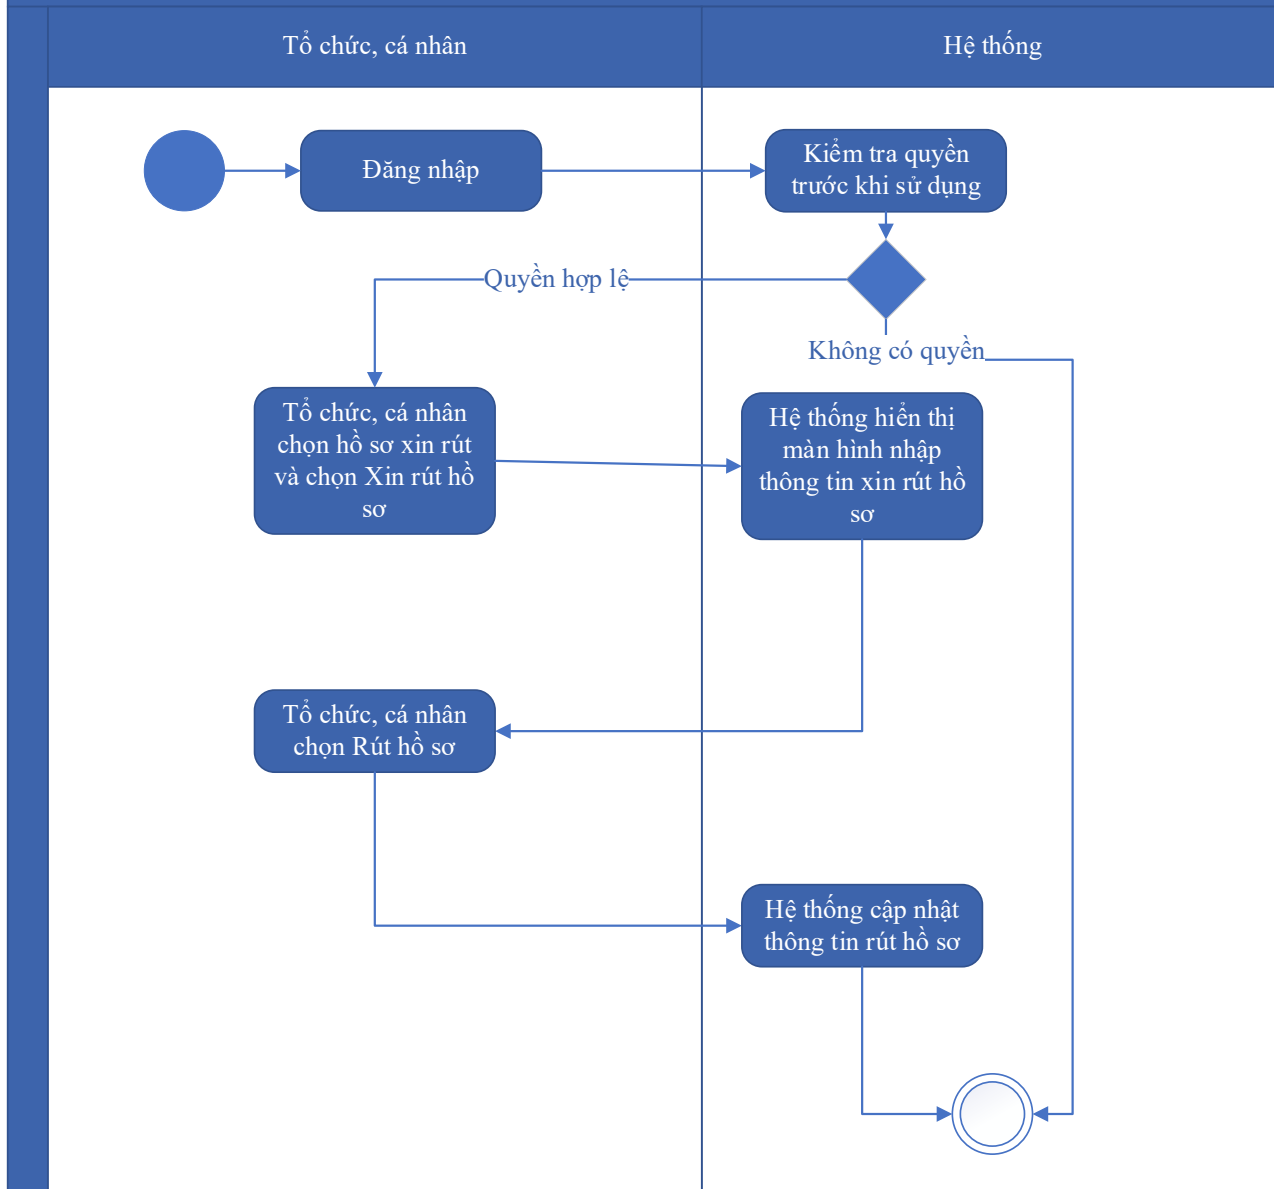 Tổ chức, cá nhân
Hệ thống
Đăng nhập
Kiểm tra quyền
trước khi sử dụng
Quyền hợp lệ
Không có quyền
Tổ chức, cá nhân
chọn hồ sơ xin rút
và chọn Xin rút hồ
sơ
Hệ thống hiển thị
màn hình nhập
thông tin xin rút hồ
sơ
Tổ chức, cá nhân
chọn Rút hồ sơ
Hệ thống cập nhật
thông tin rút hồ sơ